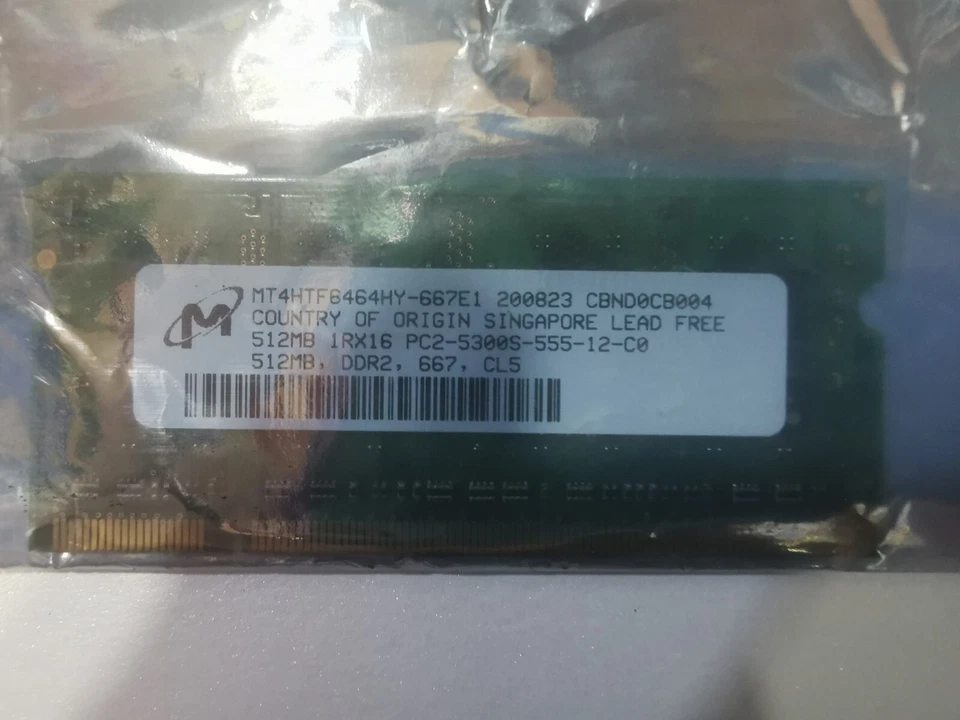 MT4HTF6464HY-667E1 200823 CBND0CB004
COUNTRY OF ORIGIN SINGAPORE LEAD FREE
512MB 1RX16 PC2-5300S-555-12-C0
512MB, DDR2, 667, CL5